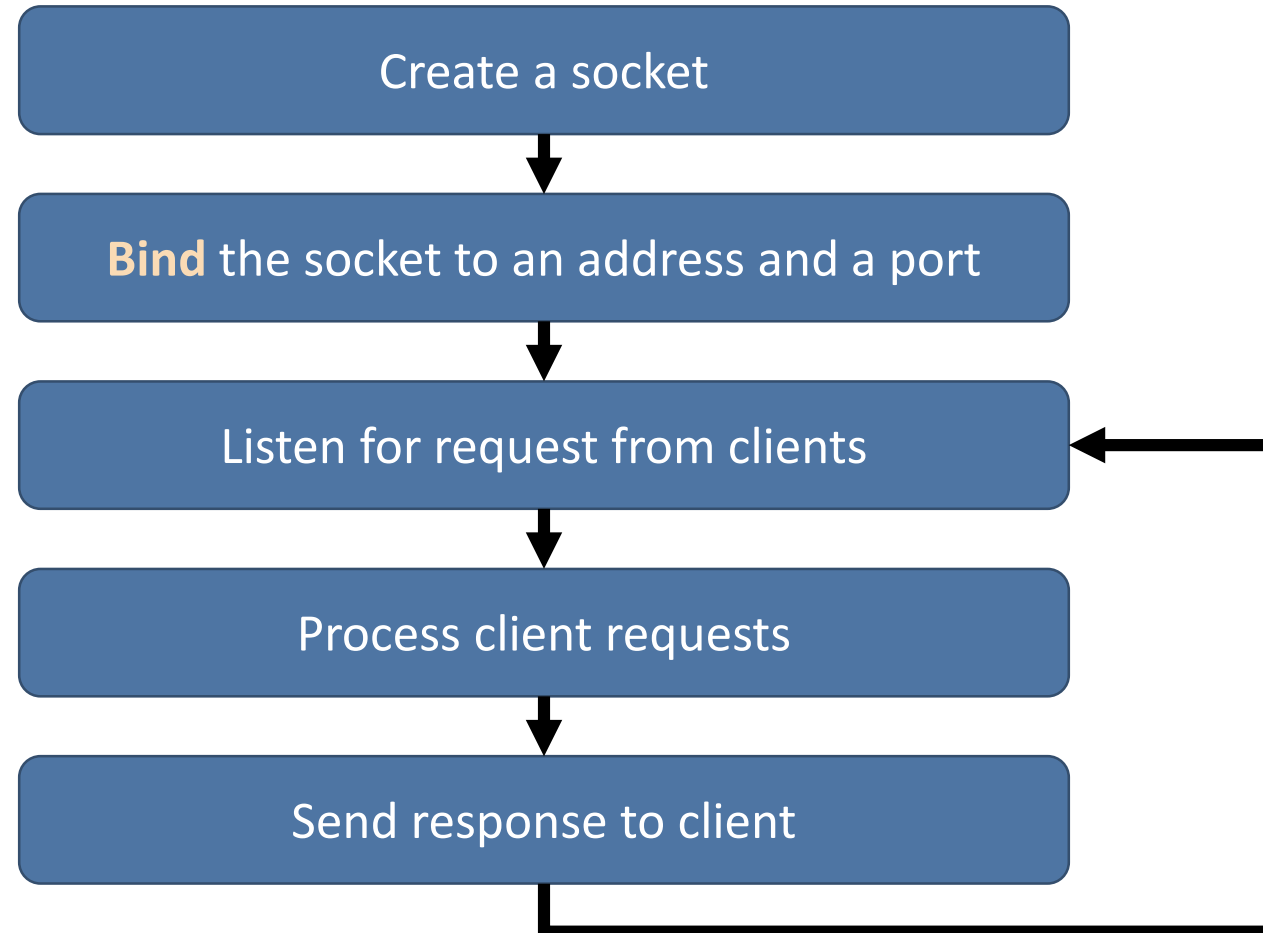 Create a socket
Bind the socket to an address and a port
Listen for request from clients
Process client requests
Send response to client